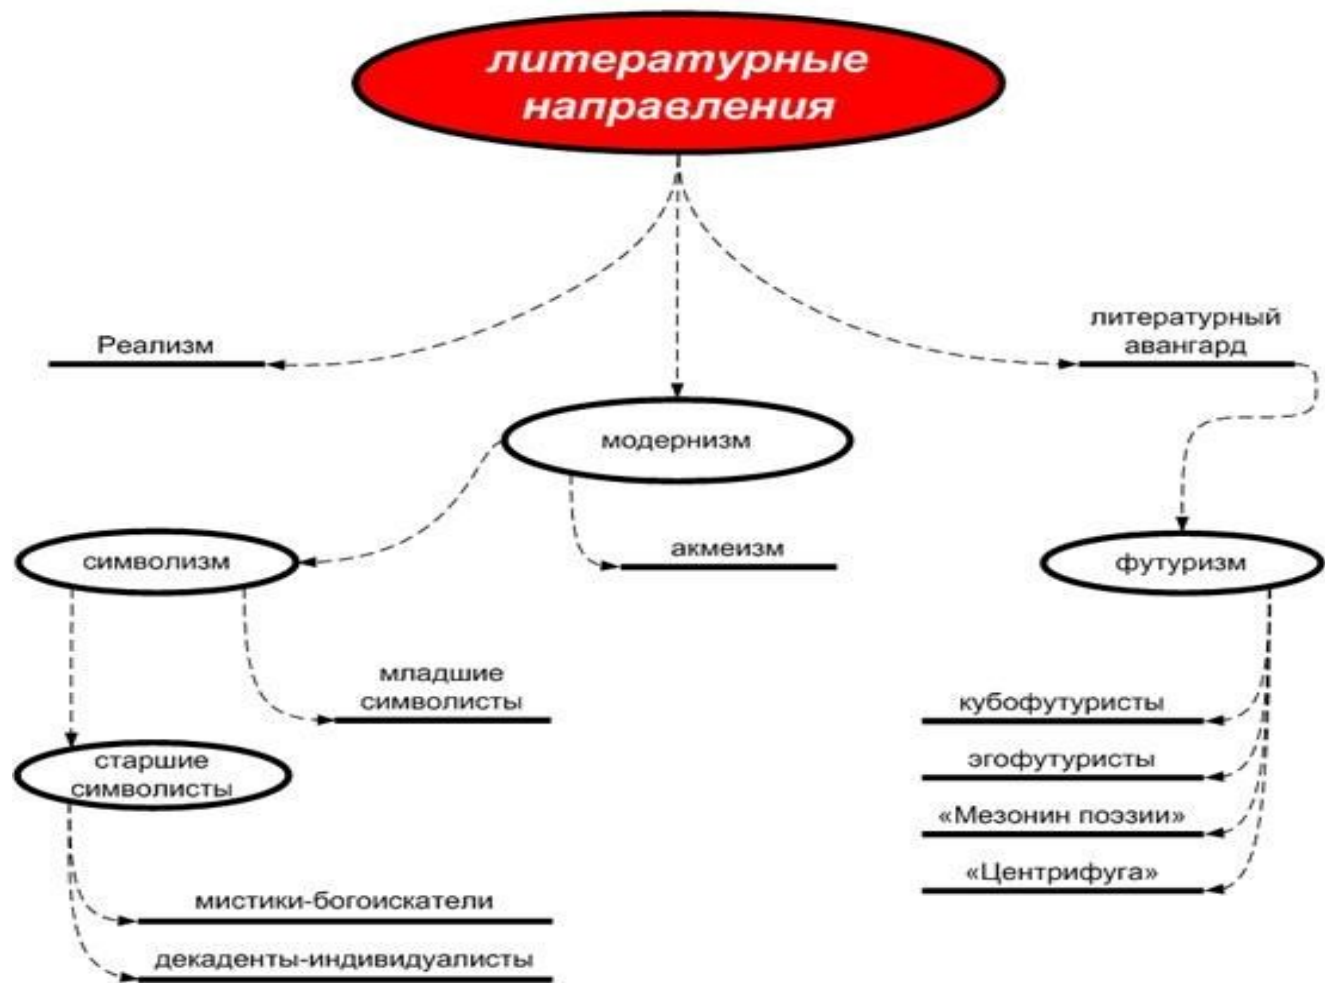 литературные
направления
Реализм
литературный
авангард
модернизм
символизм
акмеизм
футуризм
младшие
символисты
старшие
символисты
кубофутуристы
эгофутуристы
«Мезонин поэзии»
«Центрифуга»
мистики-богоискатели
декаденты-индивидуалисты